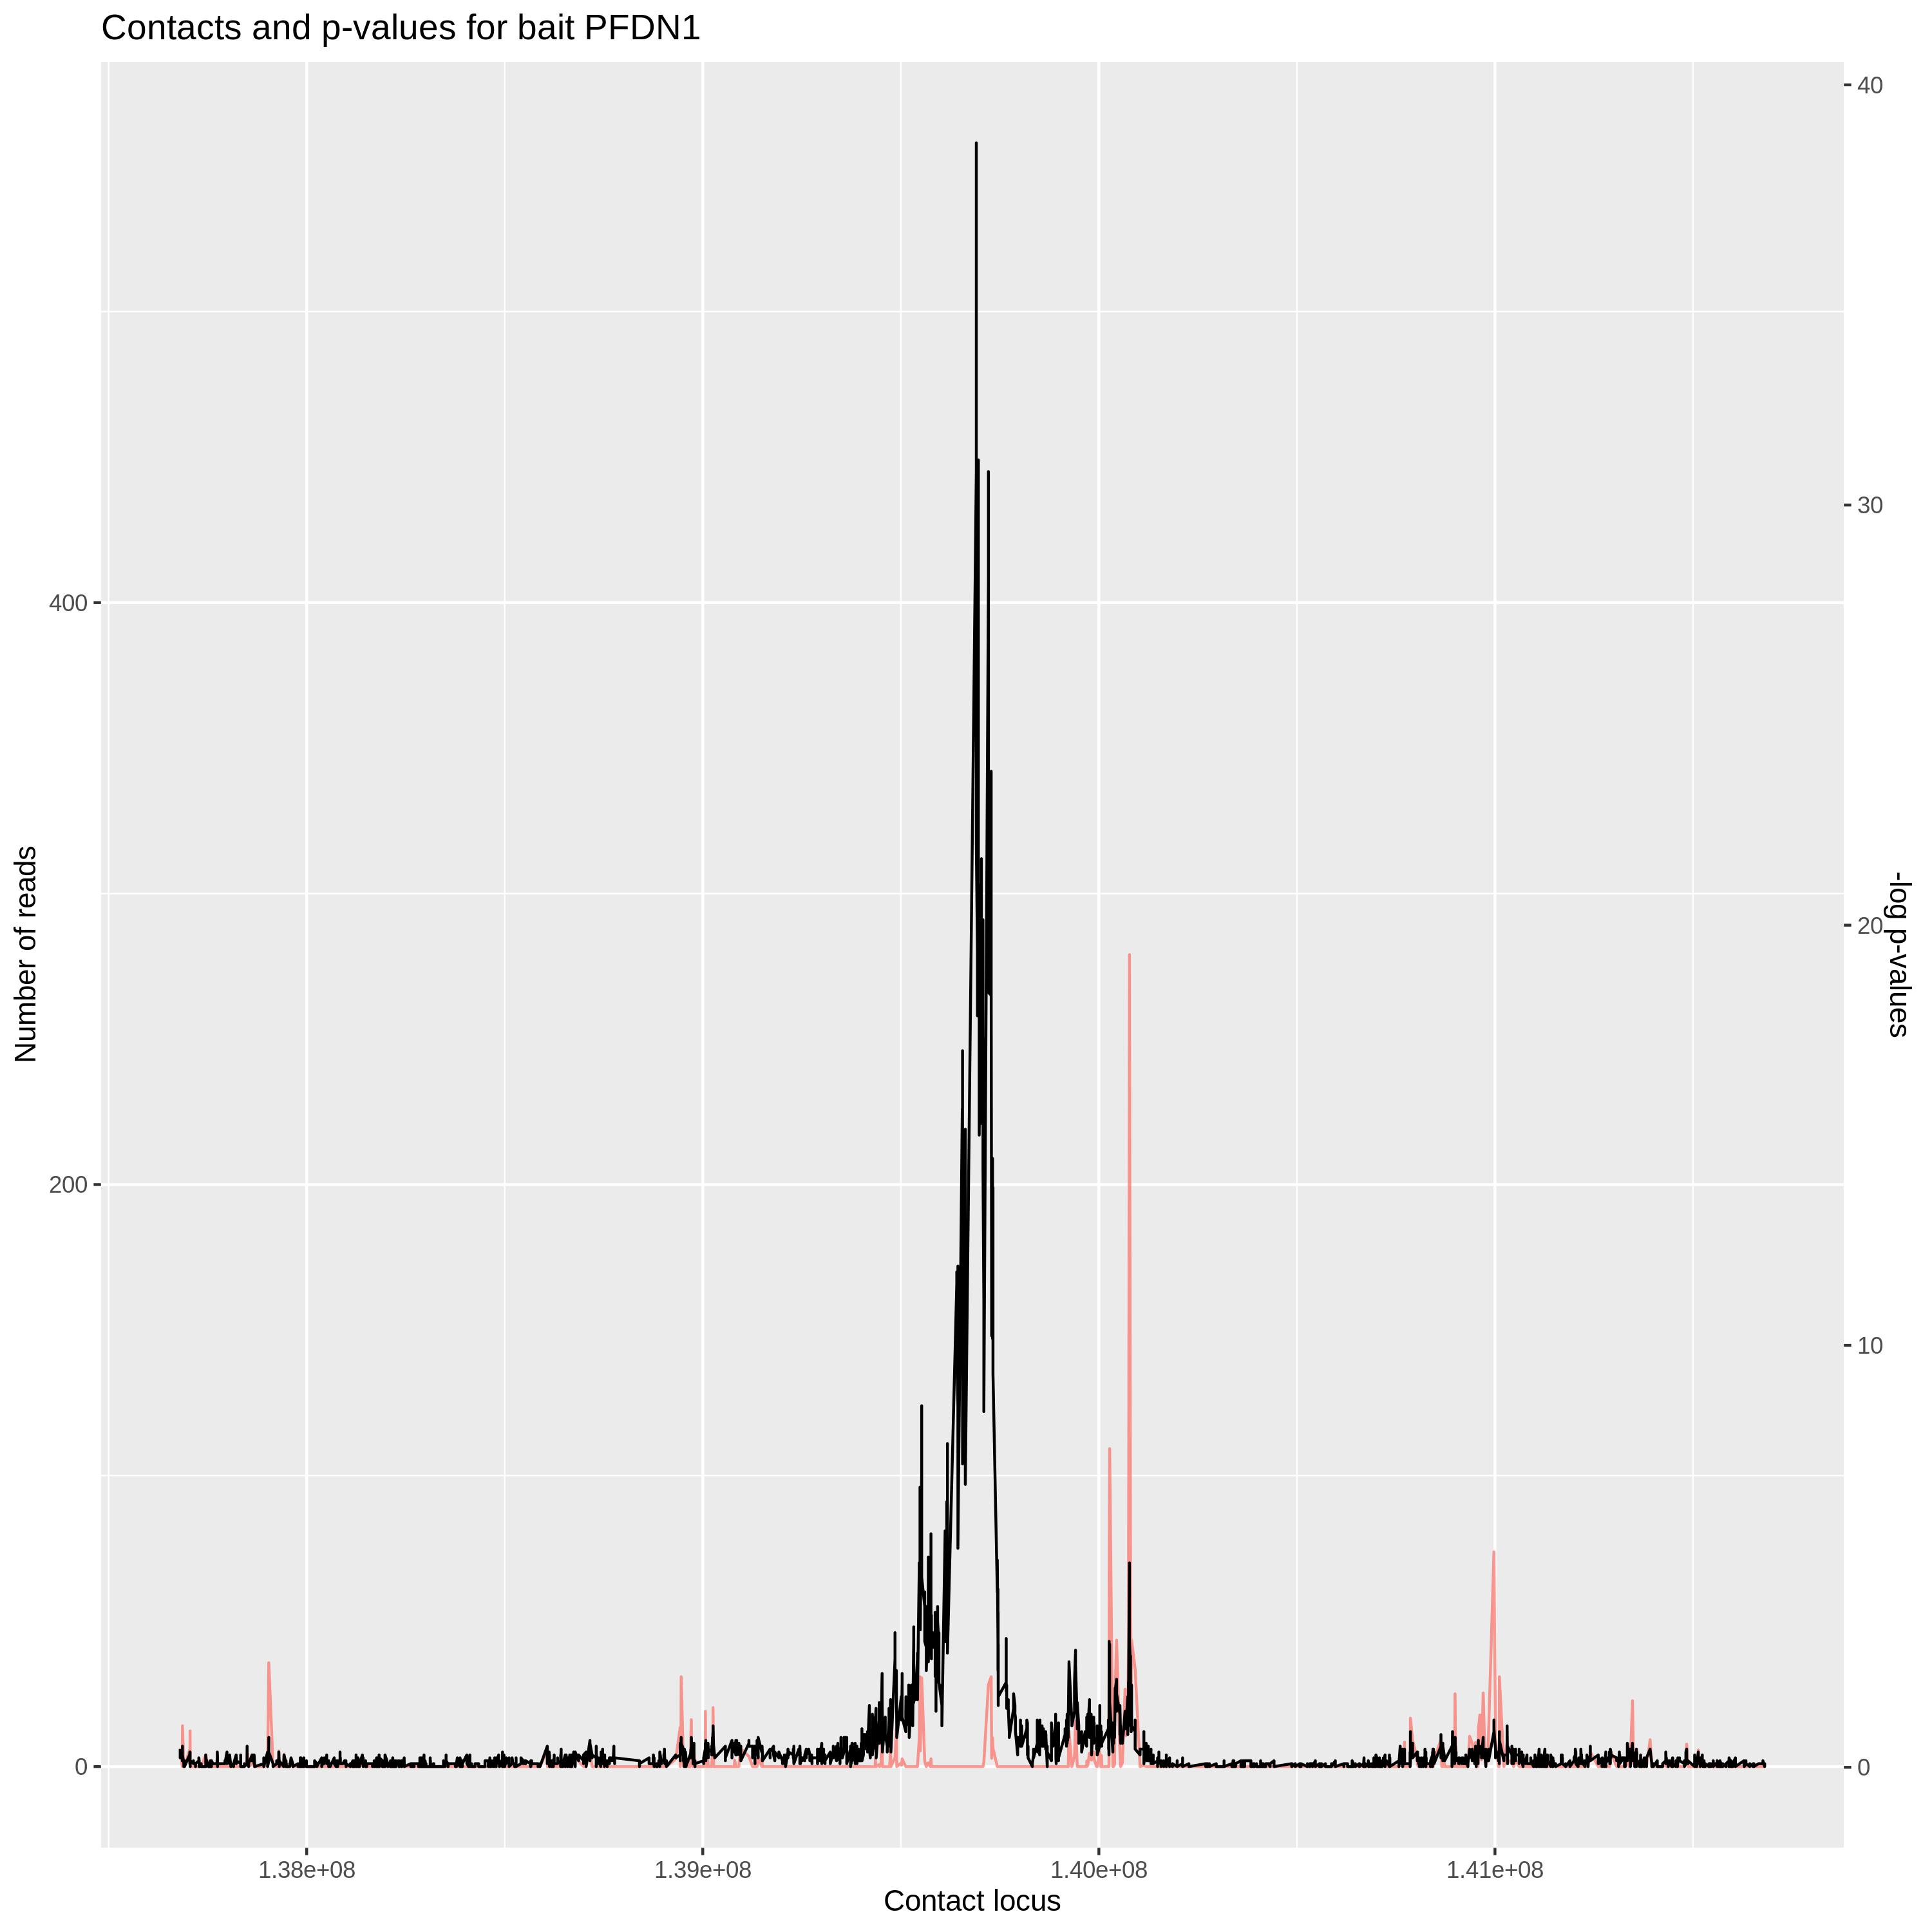 Contacts and p-values for bait PFDN1
40
30
400
20
Number of reads
-log p-values
200
10
0
0
1.38e+08
1.39e+08
1.40e+08
1.41e+08
Contact locus